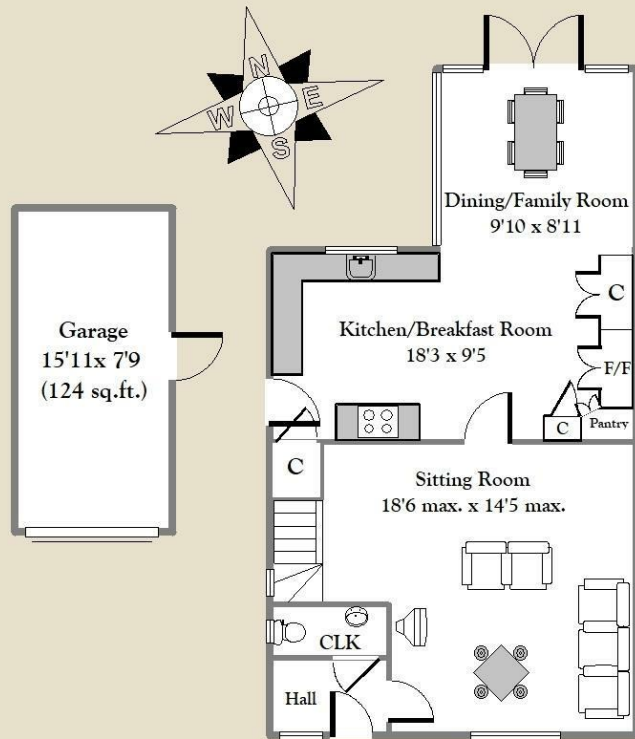 N
W
E
S
Dining/Family Room
9'10 x 8'11
C
Kitchen/Breakfast Room
18'3 x 9'5
F/F
C
Pantry
Garage
15'11x 7'9
(124 sq.ft.)
C
Sitting Room
18'6 max. x 14'5 max.
CLK
Hall